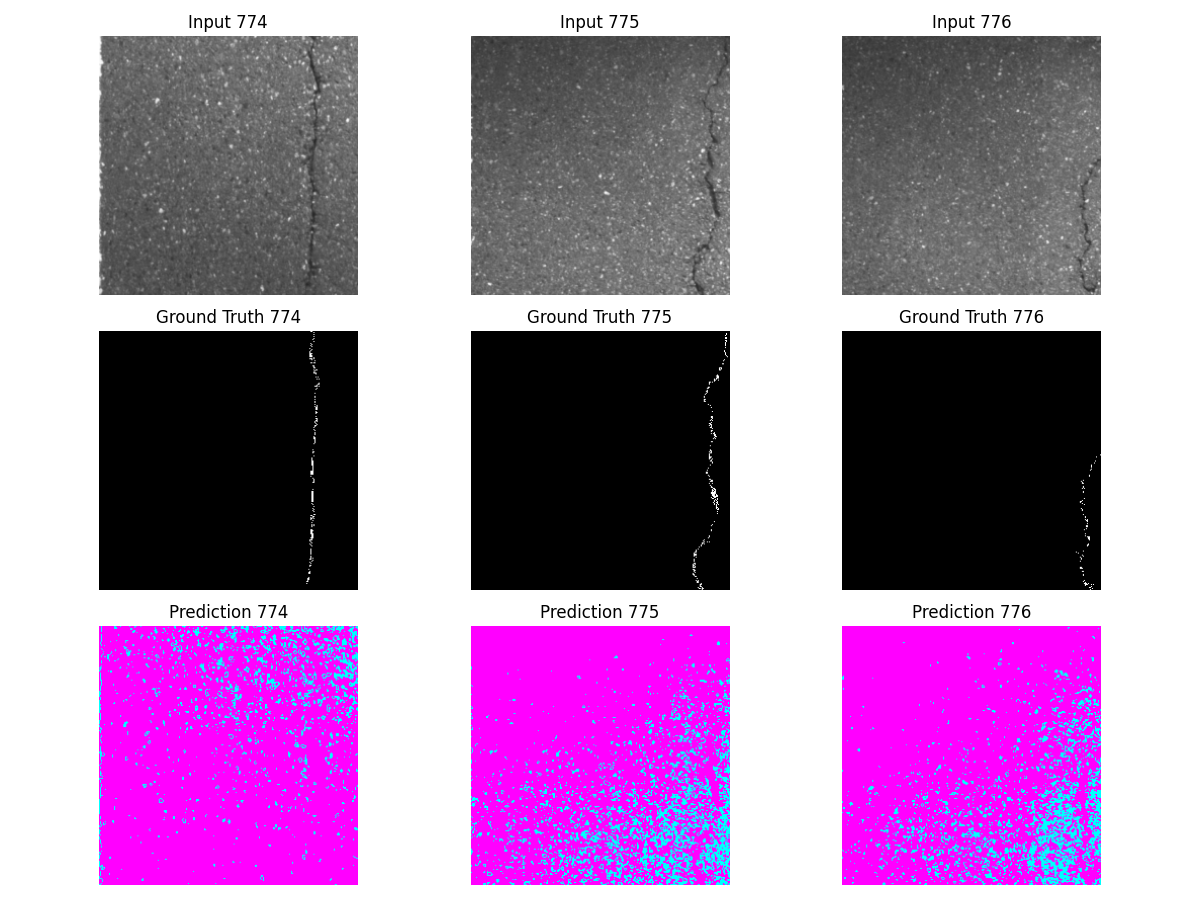 Input 774
Input 775
Input 776
Ground Truth 774
Ground Truth 775
Ground Truth 776
Prediction 774
Prediction 775
Prediction 776